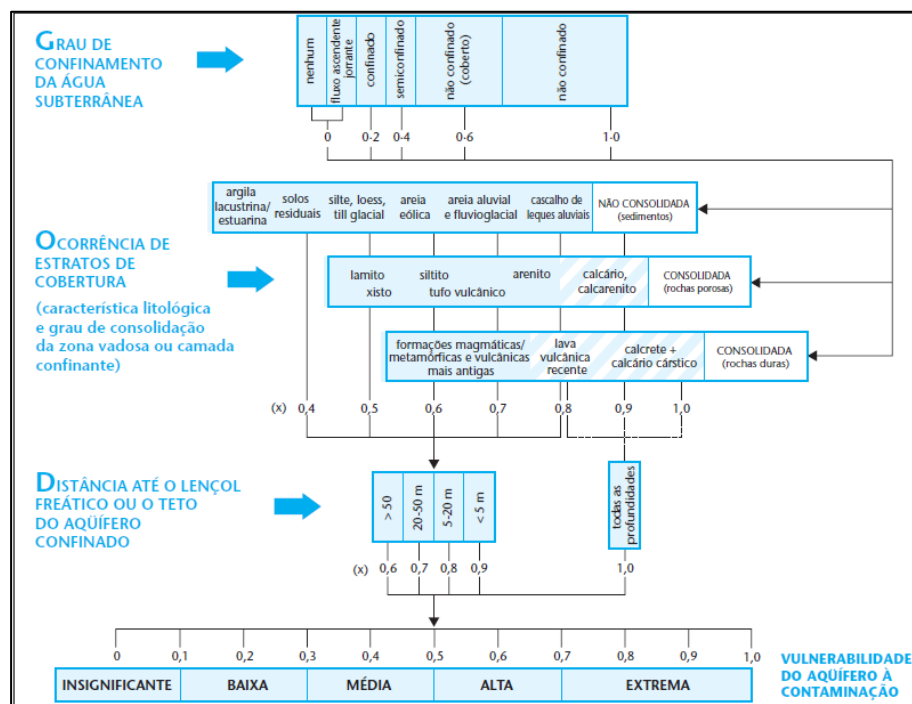 GRAU DE
CONFINAMENTO
DA ÁGUA
SUBTERRÂNEA
nenhum
fluxo ascendente
jorrante
confinado
semiconfinado
não confinado
(coberto)
não confinado
0 0·2 0·4 0·6 1·0
OCORRÊNCIA DE
ESTRATOS DE
COBERTURA
(característica litológica
e grau de consolidação
da zona vadosa ou camada
confinante)
argila
lacustrina/
estuarina
solos
residuais
silte, loess,
till glacial
areia
eólica
areia aluvial
e fluvioglacial
cascalho de
leques aluviais
NÃO CONSOLIDADA
(sedimentos)
lamito
xisto
siltito
tufo vulcânico
arenito
calcário,
calcarenito
CONSOLIDADA
(rochas porosas)
formações magmáticas/
metamórficas e vulcânicas
mais antigas
lava
vulcânica
recente
calcrete +
calcário cárstico
CONSOLIDADA
(rochas duras)
(x) 0,4 0,5 0,6 0,7 0,8 0,9 1,0
DISTÂNCIA ATÉ O LENÇOL
FREÁTICO OU O TETO
DO AQÜÍFERO
CONFINADO
> 50
20-50 m
5-20 m
< 5 m
todas as
profundidades
(x) 0,6 0,7 0,8 0,9 1,0
0 0,1 0,2 0,3 0,4 0,5 0,6 0,7 0,8 0,9 1,0
INSIGNIFICANTE BAIXA MÉDIA ALTA EXTREMA
VULNERABILIDADE
DO AQÜÍFERO À
CONTAMINAÇÃO